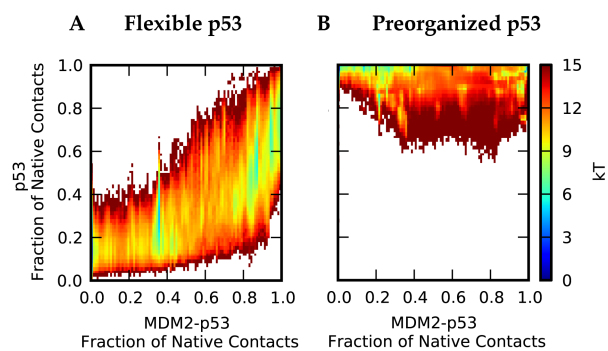 A Flexible p53
B Preorganized p53
p53
Fraction of Native Contacts
1.0
0.8
0.6
0.4
0.2
0.0
0.0 0.2 0.4 0.6 0.8 1.0
MDM2-p53
Fraction of Native Contacts
0.0 0.2 0.4 0.6 0.8 1.0
MDM2-p53
Fraction of Native Contacts
15
12
9
6
3
0
kT